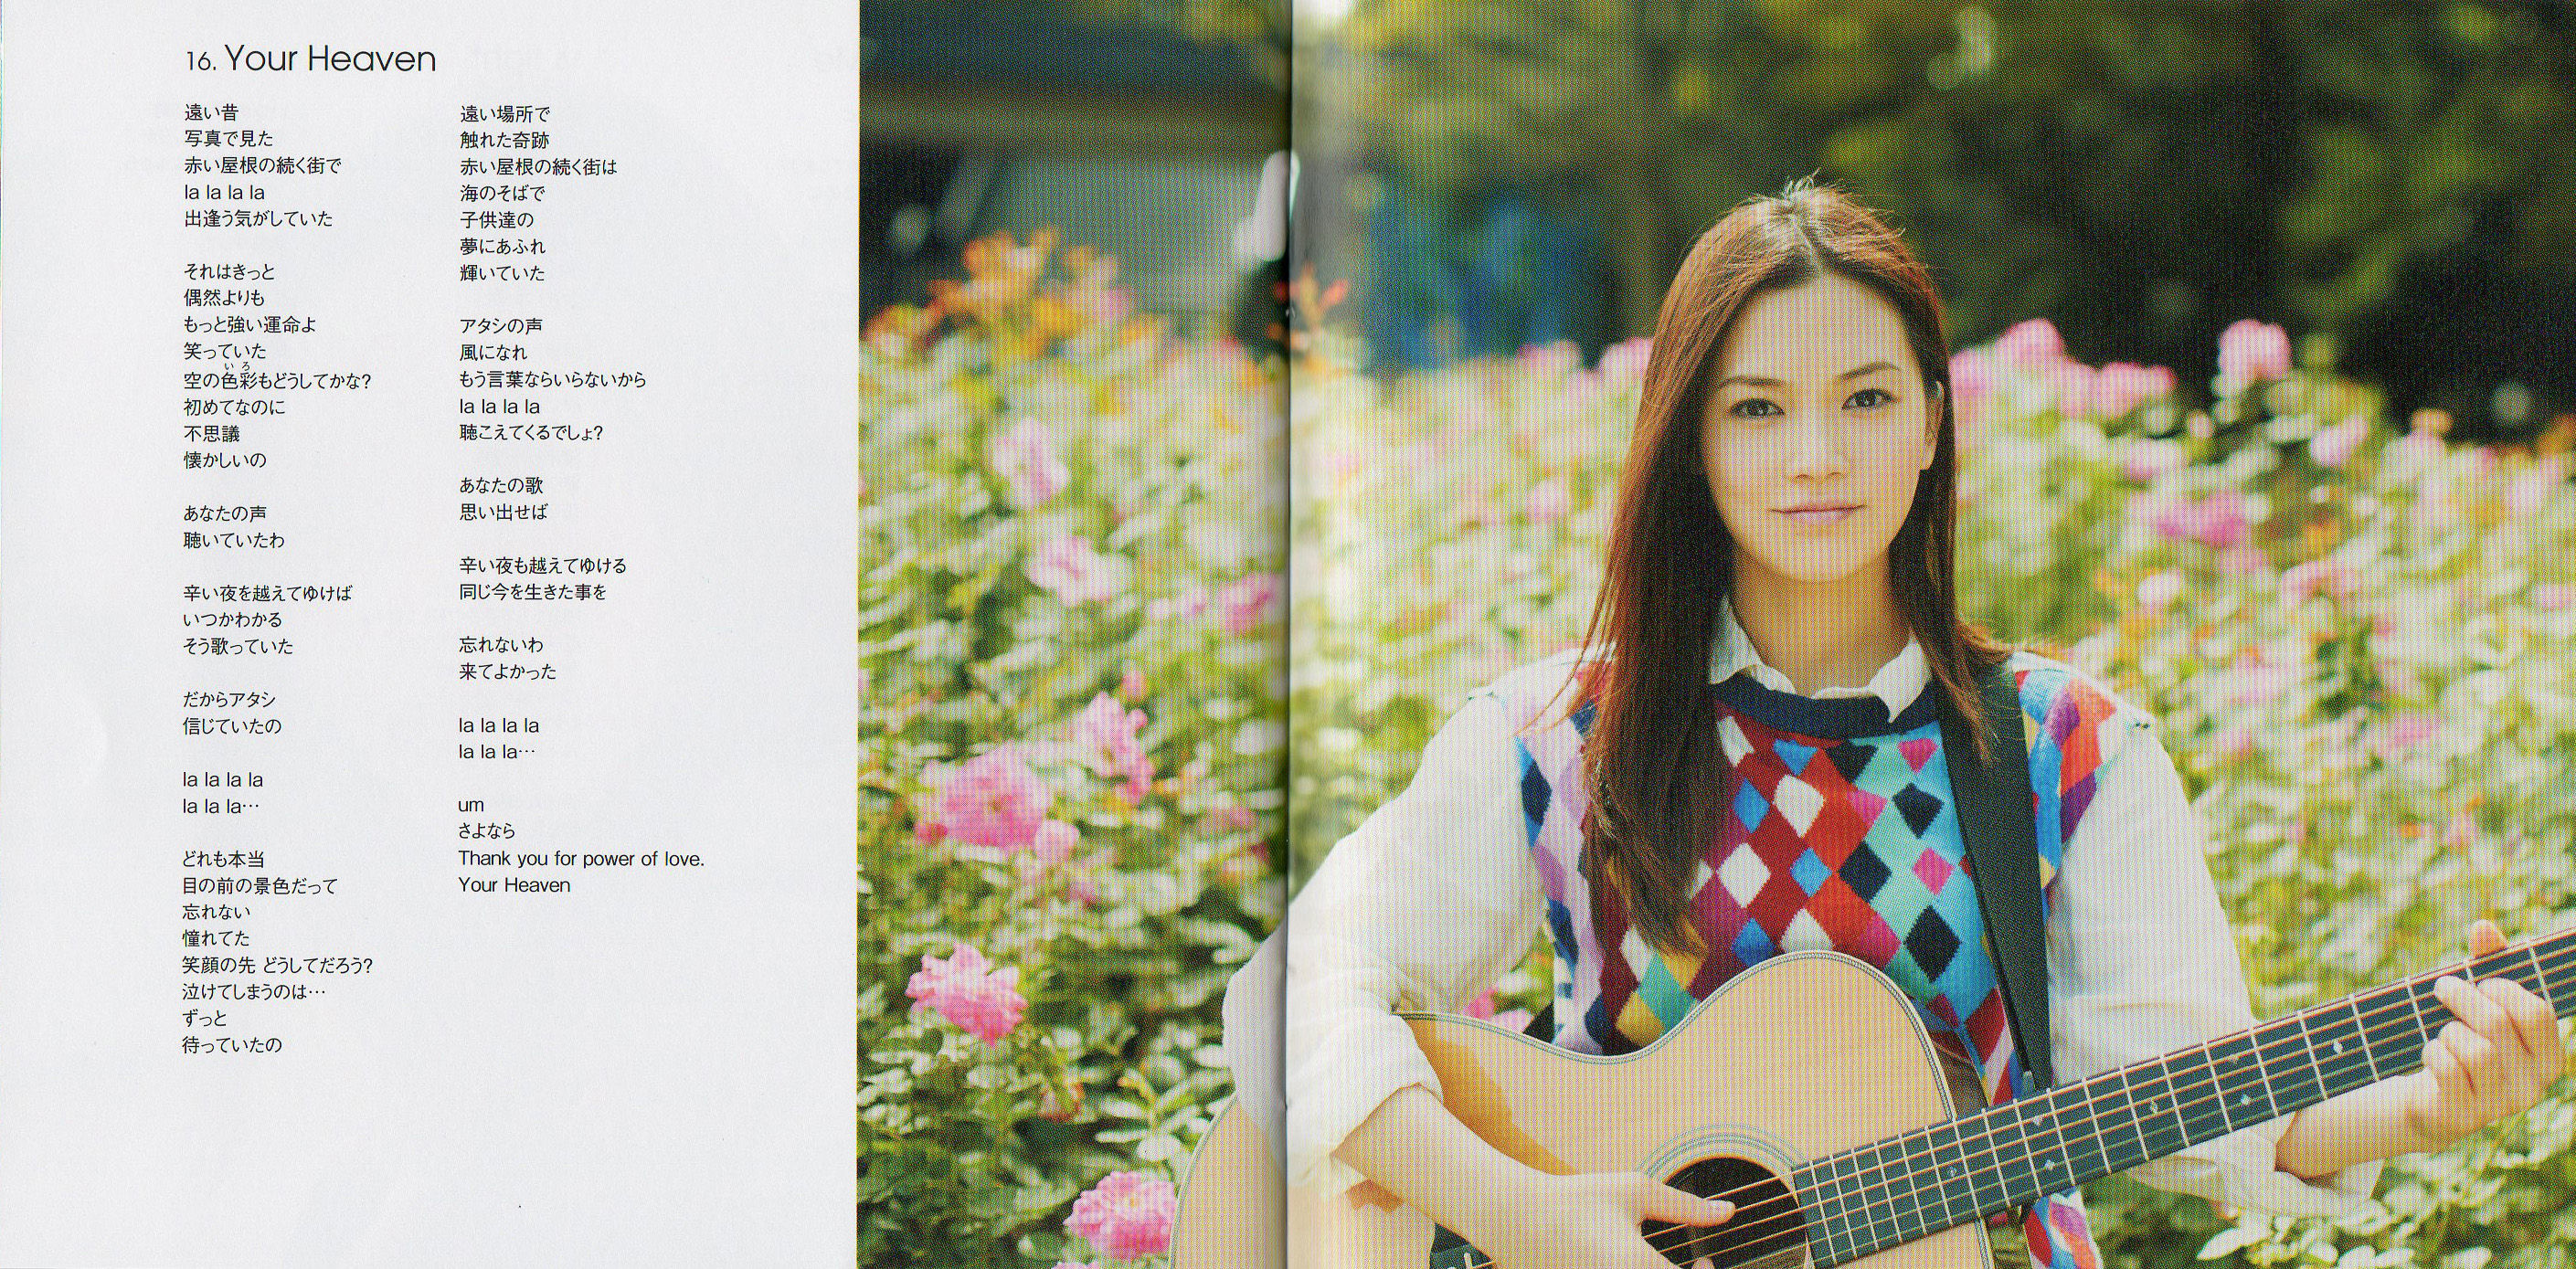 16. Your Heaven
遠い昔
写真で見た
赤い屋根の続く街で
la la la la
出逢う気がしていた
それはきっと
偶然よりも
もっと強い運命よ
笑っていた
いろ
空の色彩もどうしてかな?
初めてなのに
不思議
懐かしいの
あなたの声
聴いていたわ
辛い夜を越えてゆけば
いつかわかる
そう歌っていた
だからアタシ
信じていたの
la la la la
la la la…
どれも本当
目の前の景色だって
忘れない
憧れてた
笑顔の先 どうしてだろう?
泣けてしまうのは…
ずっと
待っていたの
遠い場所で
触れた奇跡
赤い屋根の続く街は
海のそばで
子供達の
夢にあふれ
輝いていた
アタシの声
風になれ
もう言葉ならいらないから
la la la la
聴こえてくるでしょ?
あなたの歌
思い出せば
辛い夜も越えてゆける
同じ今を生きた事を
忘れないわ
来てよかった
la la la la
la la la…
um
さよなら
Thank you for power of love.
Your Heaven